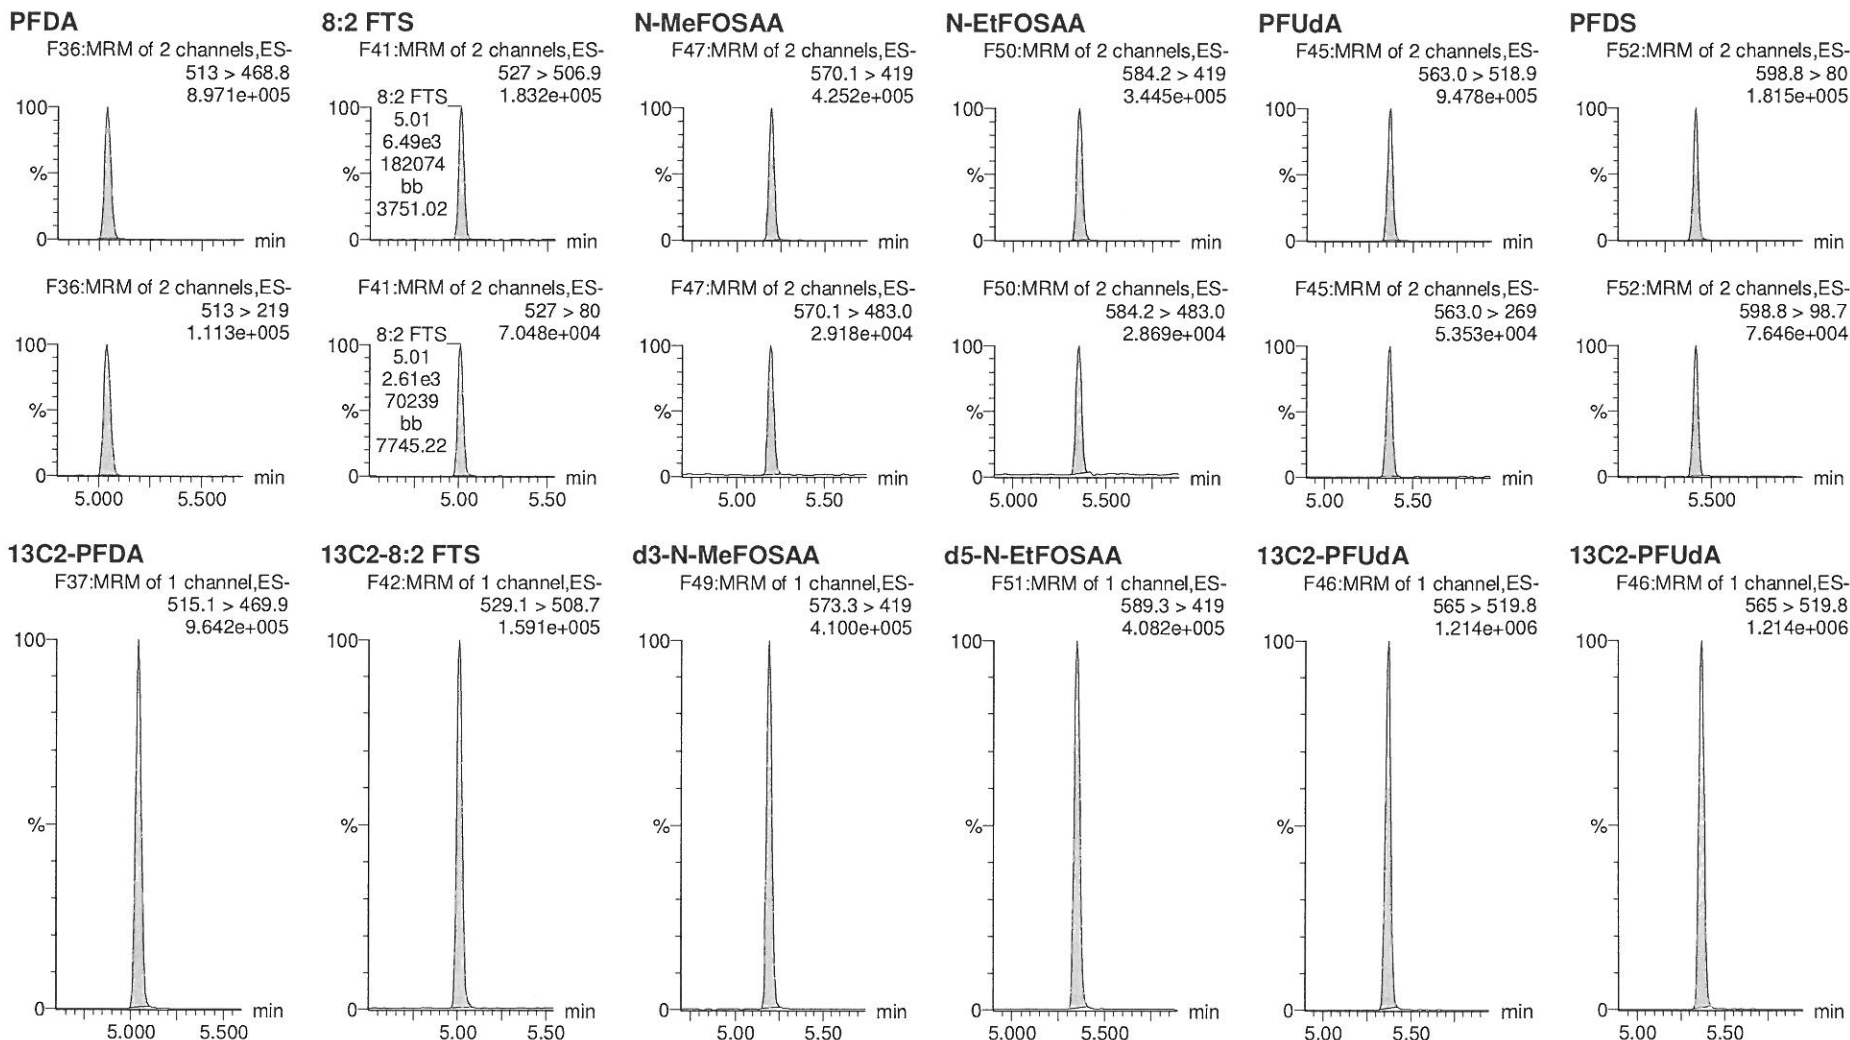 PFDA
F36:MRM of 2 channels,ES-
513 > 468.8
8.971e+005
100
%
0
min
F36:MRM of 2 channels,ES-
513 > 219
1.113e+005
100
%
0
min
5.000 5.500
8:2 FTS
F41:MRM of 2 channels,ES-
527 > 506.9
1.832e+005
100
8:2 FTS
5.01
6.49e3
182074
bb
3751.02
%
0
min
F41:MRM of 2 channels,ES-
527 > 80
7.048e+004
100
8:2 FTS
5.01
2.61e3
70239
bb
7745.22
%
0
min
5.00 5.50
N-MeFOSAA
F47:MRM of 2 channels,ES-
570.1 > 419
4.252e+005
100
%
0
min
F47:MRM of 2 channels,ES-
570.1 > 483.0
2.918e+004
100
%
0
min
5.00 5.50
N-EtFOSAA
F50:MRM of 2 channels,ES-
584.2 > 419
3.445e+005
100
%
0
min
F50:MRM of 2 channels,ES-
584.2 > 483.0
2.869e+004
100
%
0
min
5.000 5.500
PFUdA
F45:MRM of 2 channels,ES-
563.0 > 518.9
9.478e+005
100
%
0
min
F45:MRM of 2 channels,ES-
563.0 > 269
5.353e+004
100
%
0
min
5.00 5.50
PFDS
F52:MRM of 2 channels,ES-
598.8 > 80
1.815e+005
100
%
0
min
F52:MRM of 2 channels,ES-
598.8 > 98.7
7.646e+004
100
%
0
min
5.500
13C2-PFDA
F37:MRM of 1 channel,ES-
515.1 > 469.9
9.642e+005
100
%
0
min
5.000 5.500
13C2-8:2 FTS
F42:MRM of 1 channel,ES-
529.1 > 508.7
1.591e+005
100
%
0
min
5.00 5.50
d3-N-MeFOSAA
F49:MRM of 1 channel,ES-
573.3 > 419
4.100e+005
100
%
0
min
5.00 5.50
d5-N-EtFOSAA
F51:MRM of 1 channel,ES-
589.3 > 419
4.082e+005
100
%
0
min
5.000 5.500
13C2-PFUdA
F46:MRM of 1 channel,ES-
565 > 519.8
1.214e+006
100
%
0
min
5.00 5.50
13C2-PFUdA
F46:MRM of 1 channel,ES-
565 > 519.8
1.214e+006
100
%
0
min
5.00 5.50